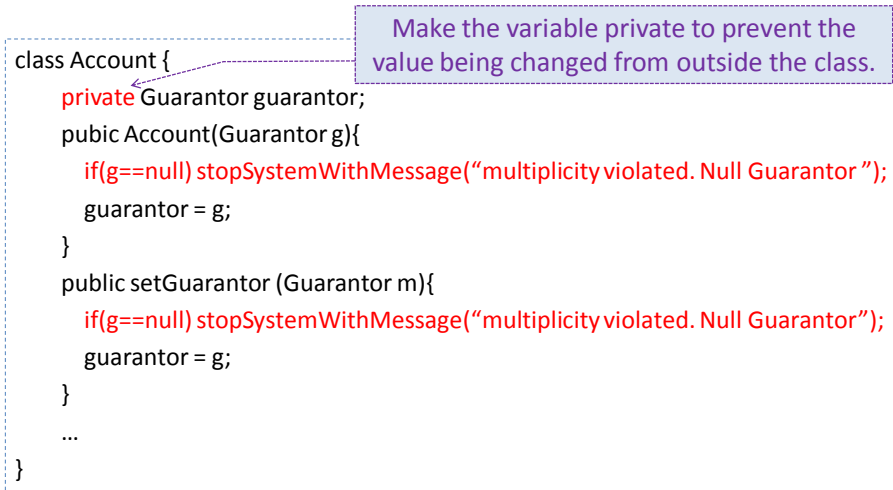 Make the variable private to prevent the
value being changed from outside the class.
class Account {
private Guarantor guarantor;
pubic Account(Guarantor g){
if(g==null) stopSystemWithMessage(“multiplicity violated. Null Guarantor ”);
guarantor = g;
}
public setGuarantor (Guarantor m){
if(g==null) stopSystemWithMessage(“multiplicity violated. Null Guarantor”);
guarantor = g;
}
…
}